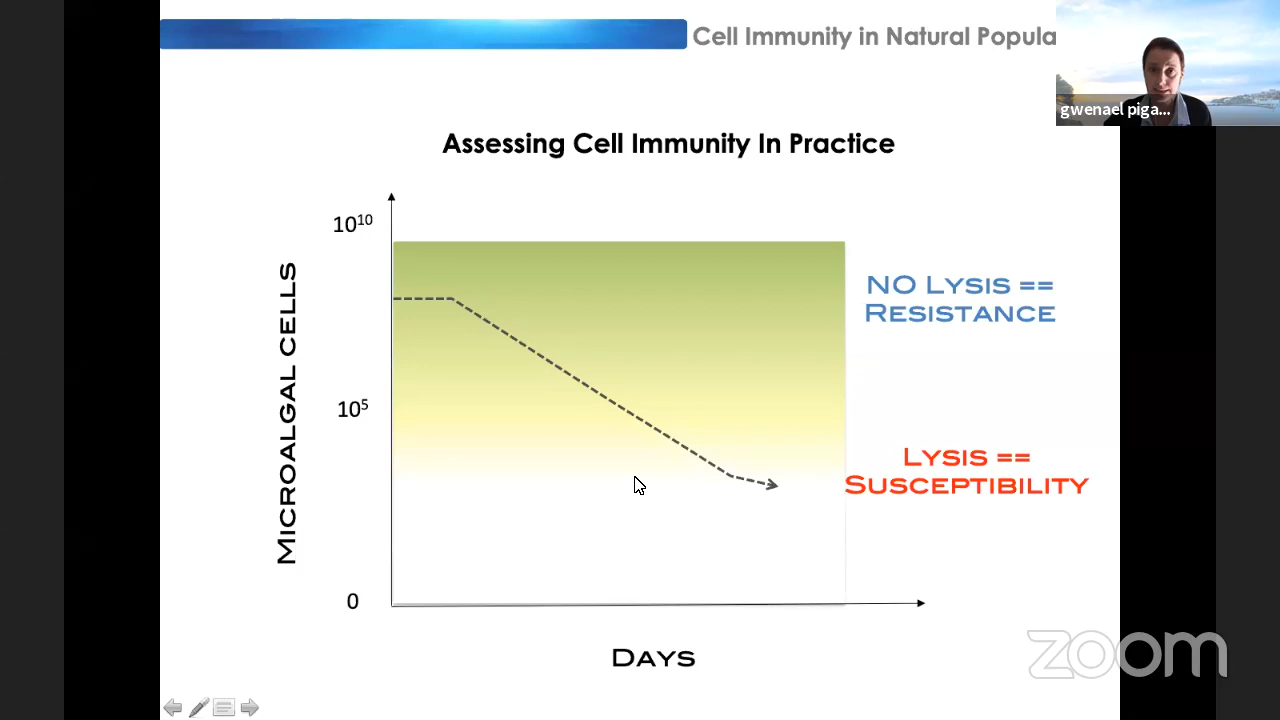 Cell Immunity in Natural Popula
gwenael piga...
Assessing Cell Immunity In Practice
10¹⁰
10⁵
0
MICROALGAL CELLS
NO LYSIS ==
RESISTANCE
LYSIS ==
SUSCEPTIBILITY
DAYS
zoom